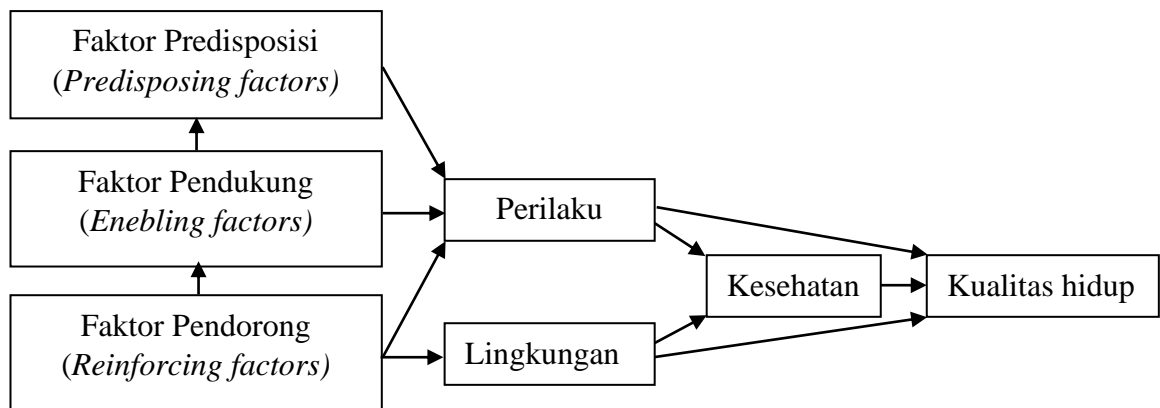 Faktor Predisposisi
(Predisposing factors)
Faktor Pendukung
(Enebling factors)
Faktor Pendorong
(Reinforcing factors)
Perilaku
Lingkungan
Kesehatan
Kualitas hidup